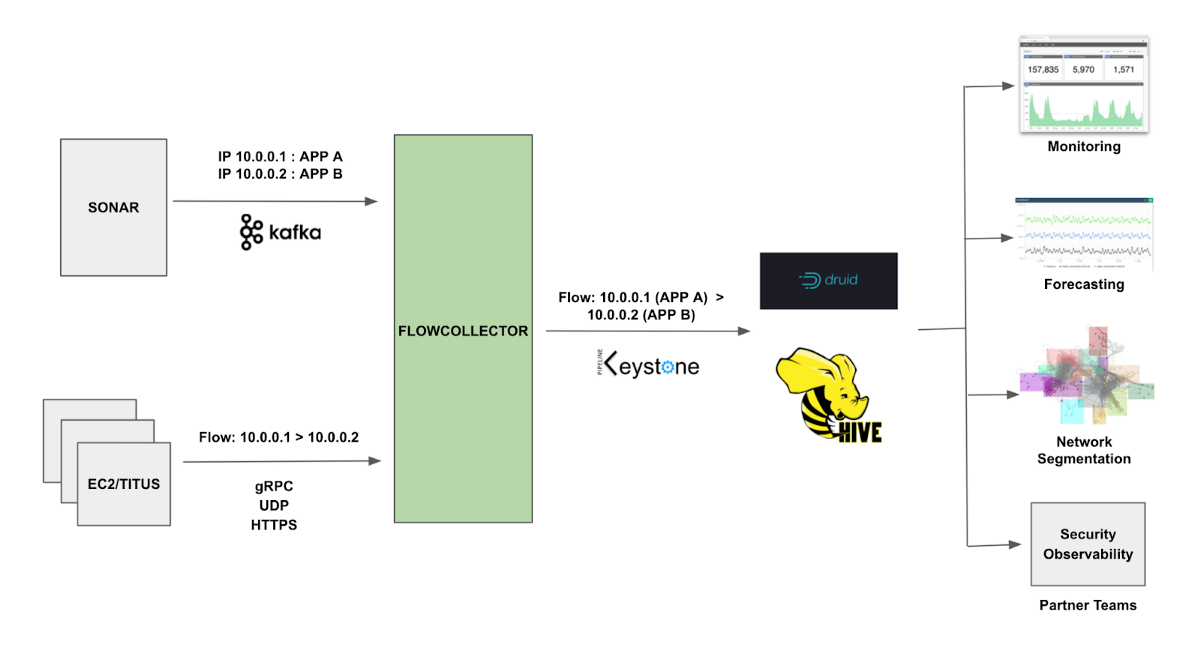 157,835 5,970 1,571
Monitoring
SONAR
IP 10.0.0.1 : APP A
IP 10.0.0.2 : APP B
kafka
FLOWCOLLECTOR
EC2/TITUS
Flow: 10.0.0.1 > 10.0.0.2
gRPC
UDP
HTTPS
Flow: 10.0.0.1 (APP A) >
10.0.0.2 (APP B)
PIPELINE
Keystone
druid
HIVE
Forecasting
Network
Segmentation
Security
Observability
Partner Teams